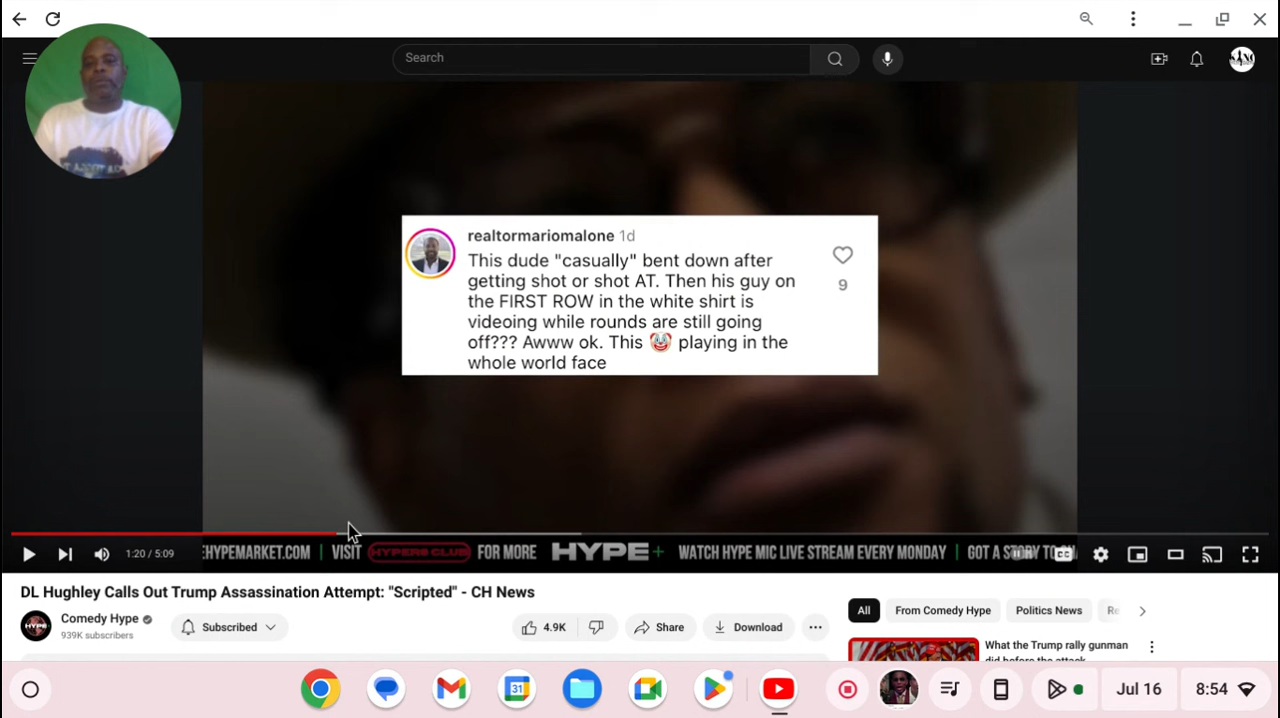 Search
realtormariomalone 1d
This dude "casually" bent down after
getting shot or shot AT. Then his guy on
the FIRST ROW in the white shirt is
videoing while rounds are still going
off??? Awww ok. This 🤡 playing in the
whole world face
9
1:20 / 5:09
HYPEMARKET.COM | VISIT HYPERS CLUB FOR MORE HYPE+ WATCH HYPE MIC LIVE STREAM EVERY MONDAY | GOT A STORY TO
DL Hughley Calls Out Trump Assassination Attempt: "Scripted" - CH News
Comedy Hype
939K subscribers
Subscribed
4.9K
Share
Download
All
From Comedy Hype
Politics News
Re
What the Trump rally gunman
did before the attack
31
Jul 16
8:54